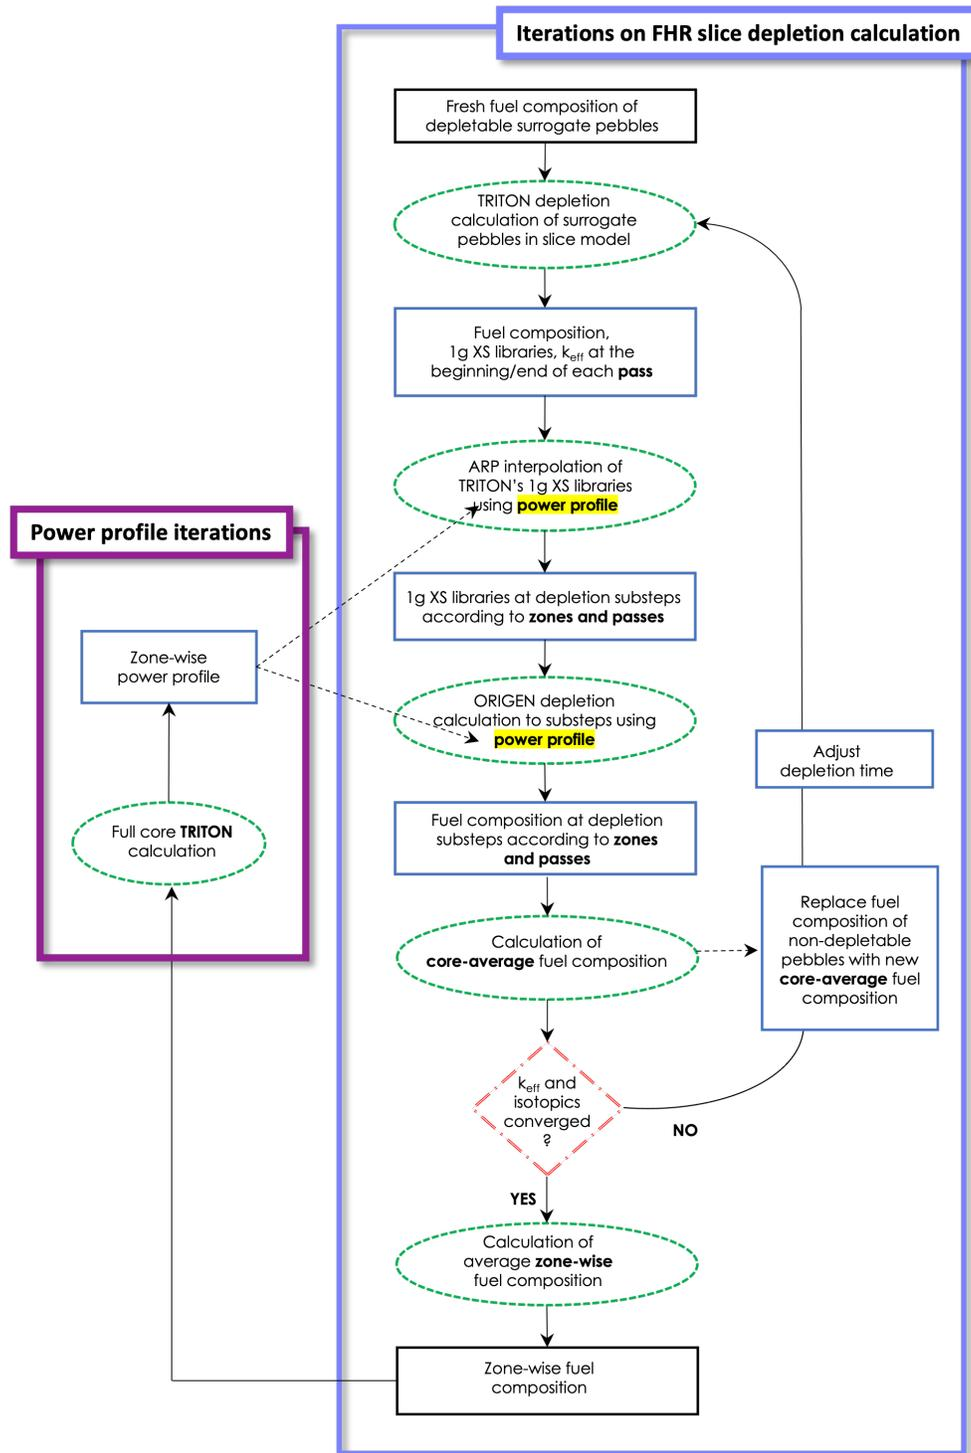 Iterations on FHR slice depletion calculation
Fresh fuel composition of
depletable surrogate pebbles
TRITON depletion
calculation of surrogate
pebbles in slice model
Fuel composition,
1g XS libraries, keff at the
beginning/end of each pass
ARP interpolation of
TRITON's 1g XS libraries
using power profile
Power profile iterations
1g XS libraries at depletion substeps
according to zones and passes
Zone-wise
power profile
ORIGEN depletion
calculation to substeps using
power profile
Adjust
depletion time
Full core TRITON
calculation
Fuel composition at depletion
substeps according to zones
and passes
Replace fuel
composition of
non-depletable
pebbles with new
core-average fuel
composition
Calculation of
core-average fuel composition
keff and
isotopics
converged
?
NO
YES
Calculation of
average zone-wise
fuel composition
Zone-wise fuel
composition